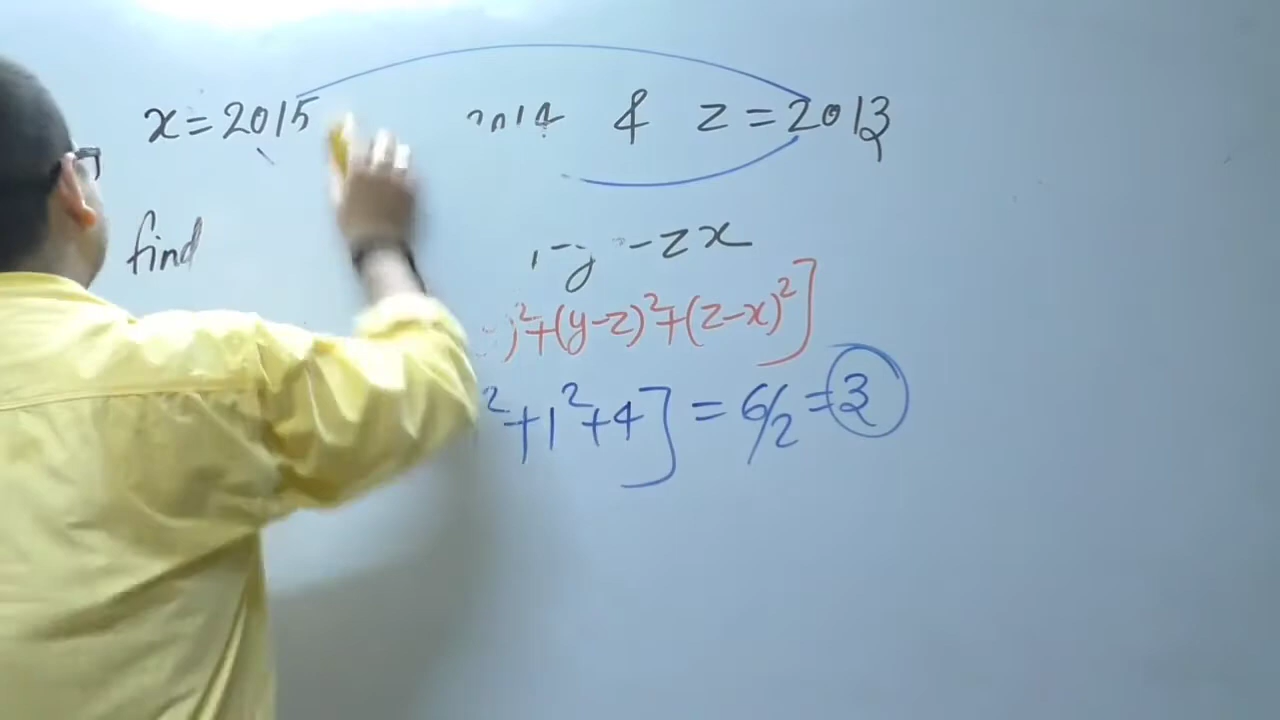 x = 2015 2014 & z = 2013
find y - zx
)²+(y-z)²+(z-x)²]
²+1²+4] = 6/2 = 3